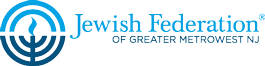 Jewish Federation®
OF GREATER METROWEST NJ